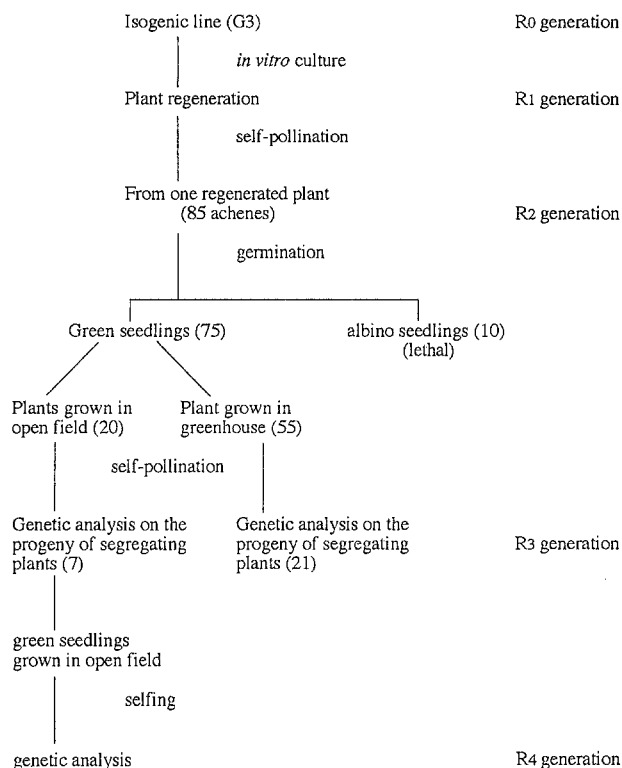 Isogenic line (G3)
R0 generation
in vitro culture
Plant regeneration
R1 generation
self-pollination
From one regenerated plant
(85 achenes)
R2 generation
germination
Green seedlings (75)
albino seedlings (10)
(lethal)
Plants grown in
open field (20)
Plant grown in
greenhouse (55)
self-pollination
Genetic analysis on the
progeny of segregating
plants (7)
Genetic analysis on the
progeny of segregating
plants (21)
R3 generation
green seedlings
grown in open field
selfing
genetic analysis
R4 generation